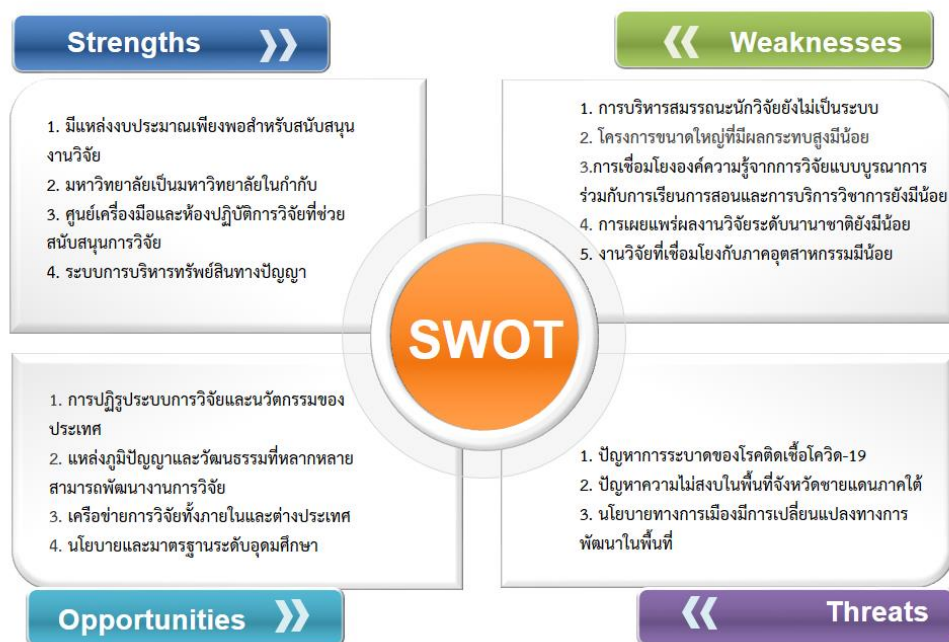 Strengths
1. มีแหล่งงบประมาณเพียงพอสำหรับสนับสนุน
งานวิจัย
2. มหาวิทยาลัยเป็นมหาวิทยาลัยในกำกับ
3. ศูนย์เครื่องมือและห้องปฏิบัติการวิจัยที่ช่วย
สนับสนุนการวิจัย
4. ระบบการบริหารทรัพย์สินทางปัญญา
Weaknesses
1. การบริหารสมรรถนะนักวิจัยยังไม่เป็นระบบ
2. โครงการขนาดใหญ่ที่มีผลกระทบสูงมีน้อย
3.การเชื่อมโยงองค์ความรู้จากการวิจัยแบบบูรณาการ
ร่วมกับการเรียนการสอนและการบริการวิชาการยังมีน้อย
4. การเผยแพร่ผลงานวิจัยระดับนานาชาติยังมีน้อย
5. งานวิจัยที่เชื่อมโยงกับภาคอุตสาหกรรมมีน้อย
SWOT
1. การปฏิรูประบบการวิจัยและนวัตกรรมของ
ประเทศ
2. แหล่งภูมิปัญญาและวัฒนธรรมที่หลากหลาย
สามารถพัฒนางานการวิจัย
3. เครือข่ายการวิจัยทั้งภายในและต่างประเทศ
4. นโยบายและมาตรฐานระดับอุดมศึกษา
Opportunities
1. ปัญหาการระบาดของโรคติดเชื้อโควิด-19
2. ปัญหาความไม่สงบในพื้นที่จังหวัดชายแดนภาคใต้
3. นโยบายทางการเมืองมีการเปลี่ยนแปลงทางการ
พัฒนาในพื้นที่
Threats